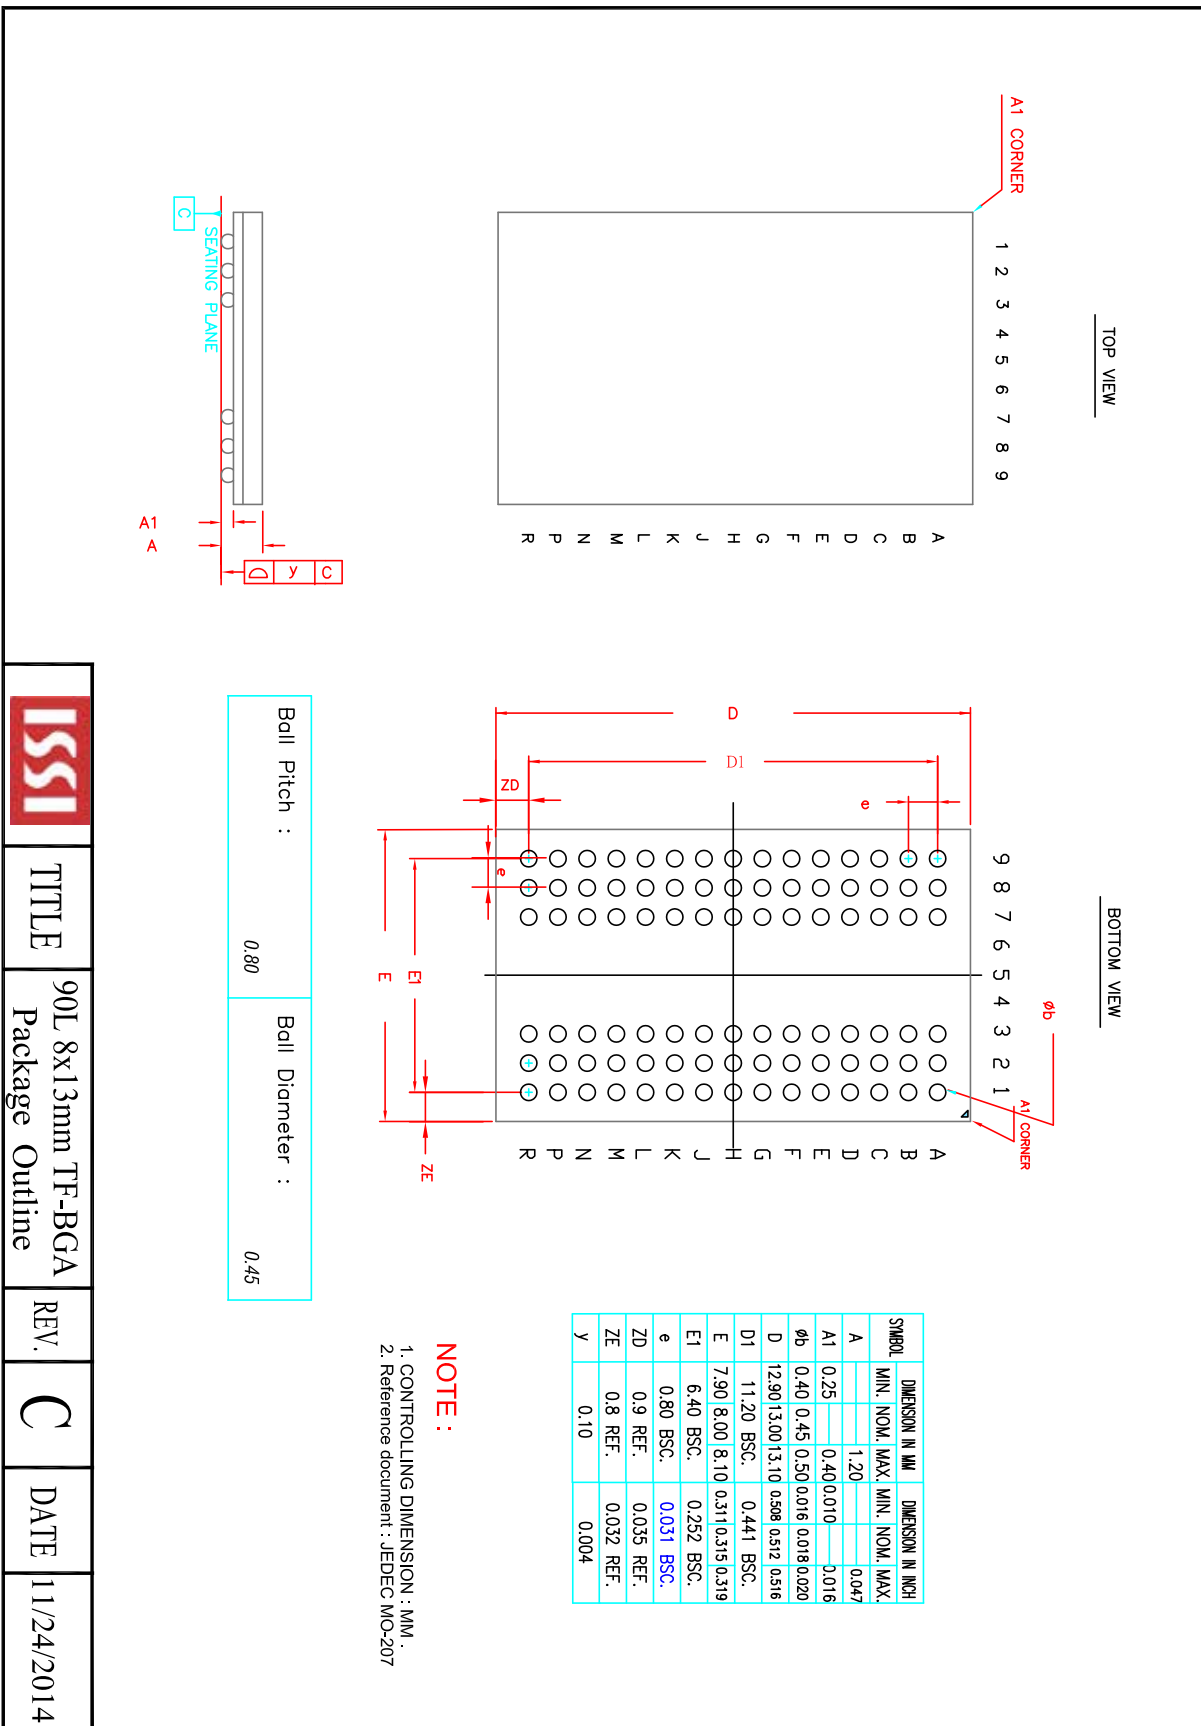 TOP VIEW
A1 CORNER
1 2 3 4 5 6 7 8 9
A
B
C
D
E
F
G
H
J
K
L
M
N
P
R
SEATING PLANE
C
A1
A
y C
BOTTOM VIEW
Øb
A1 CORNER
9 8 7 6 5 4 3 2 1
A
B
C
D
E
F
G
H
J
K
L
M
N
P
R
D
D1
ZD
e
e
E1
E
ZE
SYMBOL DIMENSION IN MM DIMENSION IN INCH
MIN. NOM. MAX. MIN. NOM. MAX.
A 1.20 0.047
A1 0.25 0.40 0.010 0.016
Øb 0.40 0.45 0.50 0.016 0.018 0.020
D 12.90 13.00 13.10 0.508 0.512 0.516
D1 11.20 BSC. 0.441 BSC.
E 7.90 8.00 8.10 0.311 0.315 0.319
E1 6.40 BSC. 0.252 BSC.
e 0.80 BSC. 0.031 BSC.
ZD 0.9 REF. 0.035 REF.
ZE 0.8 REF. 0.032 REF.
y 0.10 0.004
NOTE :
1. CONTROLLING DIMENSION : MM .
2. Reference document : JEDEC MO-207
Ball Pitch : 0.80
Ball Diameter : 0.45
ISSI
TITLE
90L 8x13mm TF-BGA
Package Outline
REV.
C
DATE
11/24/2014